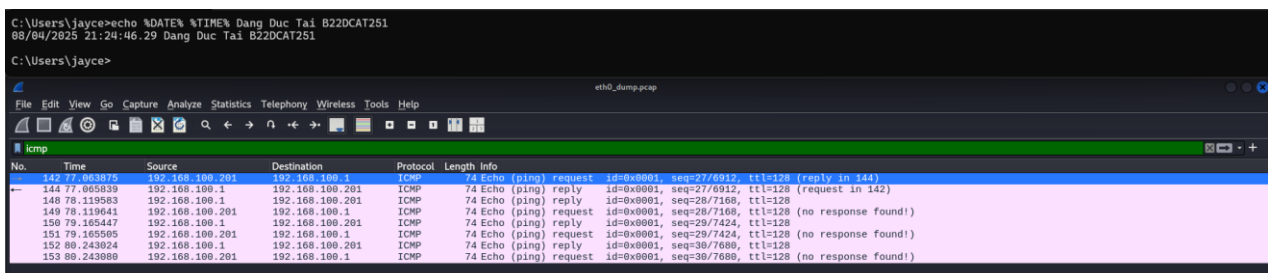 C:\Users\jayce>echo %DATE% %TIME% Dang Duc Tai B22DCAT251
08/04/2025 21:24:46.29 Dang Duc Tai B22DCAT251
C:\Users\jayce>
eth0_dump.pcap
File Edit View Go Capture Analyze Statistics Telephony Wireless Tools Help
icmp
No. Time Source Destination Protocol Length Info
142 77.063875 192.168.100.201 192.168.100.1 ICMP 74 Echo (ping) request id=0x0001, seq=27/6912, ttl=128 (reply in 144)
144 77.065839 192.168.100.1 192.168.100.201 ICMP 74 Echo (ping) reply id=0x0001, seq=27/6912, ttl=128 (request in 142)
148 78.119583 192.168.100.1 192.168.100.201 ICMP 74 Echo (ping) reply id=0x0001, seq=28/7168, ttl=128
149 78.119641 192.168.100.201 192.168.100.1 ICMP 74 Echo (ping) request id=0x0001, seq=28/7168, ttl=128 (no response found!)
150 79.165447 192.168.100.1 192.168.100.201 ICMP 74 Echo (ping) reply id=0x0001, seq=29/7424, ttl=128
151 79.165505 192.168.100.201 192.168.100.1 ICMP 74 Echo (ping) request id=0x0001, seq=29/7424, ttl=128 (no response found!)
152 80.243024 192.168.100.1 192.168.100.201 ICMP 74 Echo (ping) reply id=0x0001, seq=30/7680, ttl=128
153 80.243080 192.168.100.201 192.168.100.1 ICMP 74 Echo (ping) request id=0x0001, seq=30/7680, ttl=128 (no response found!)